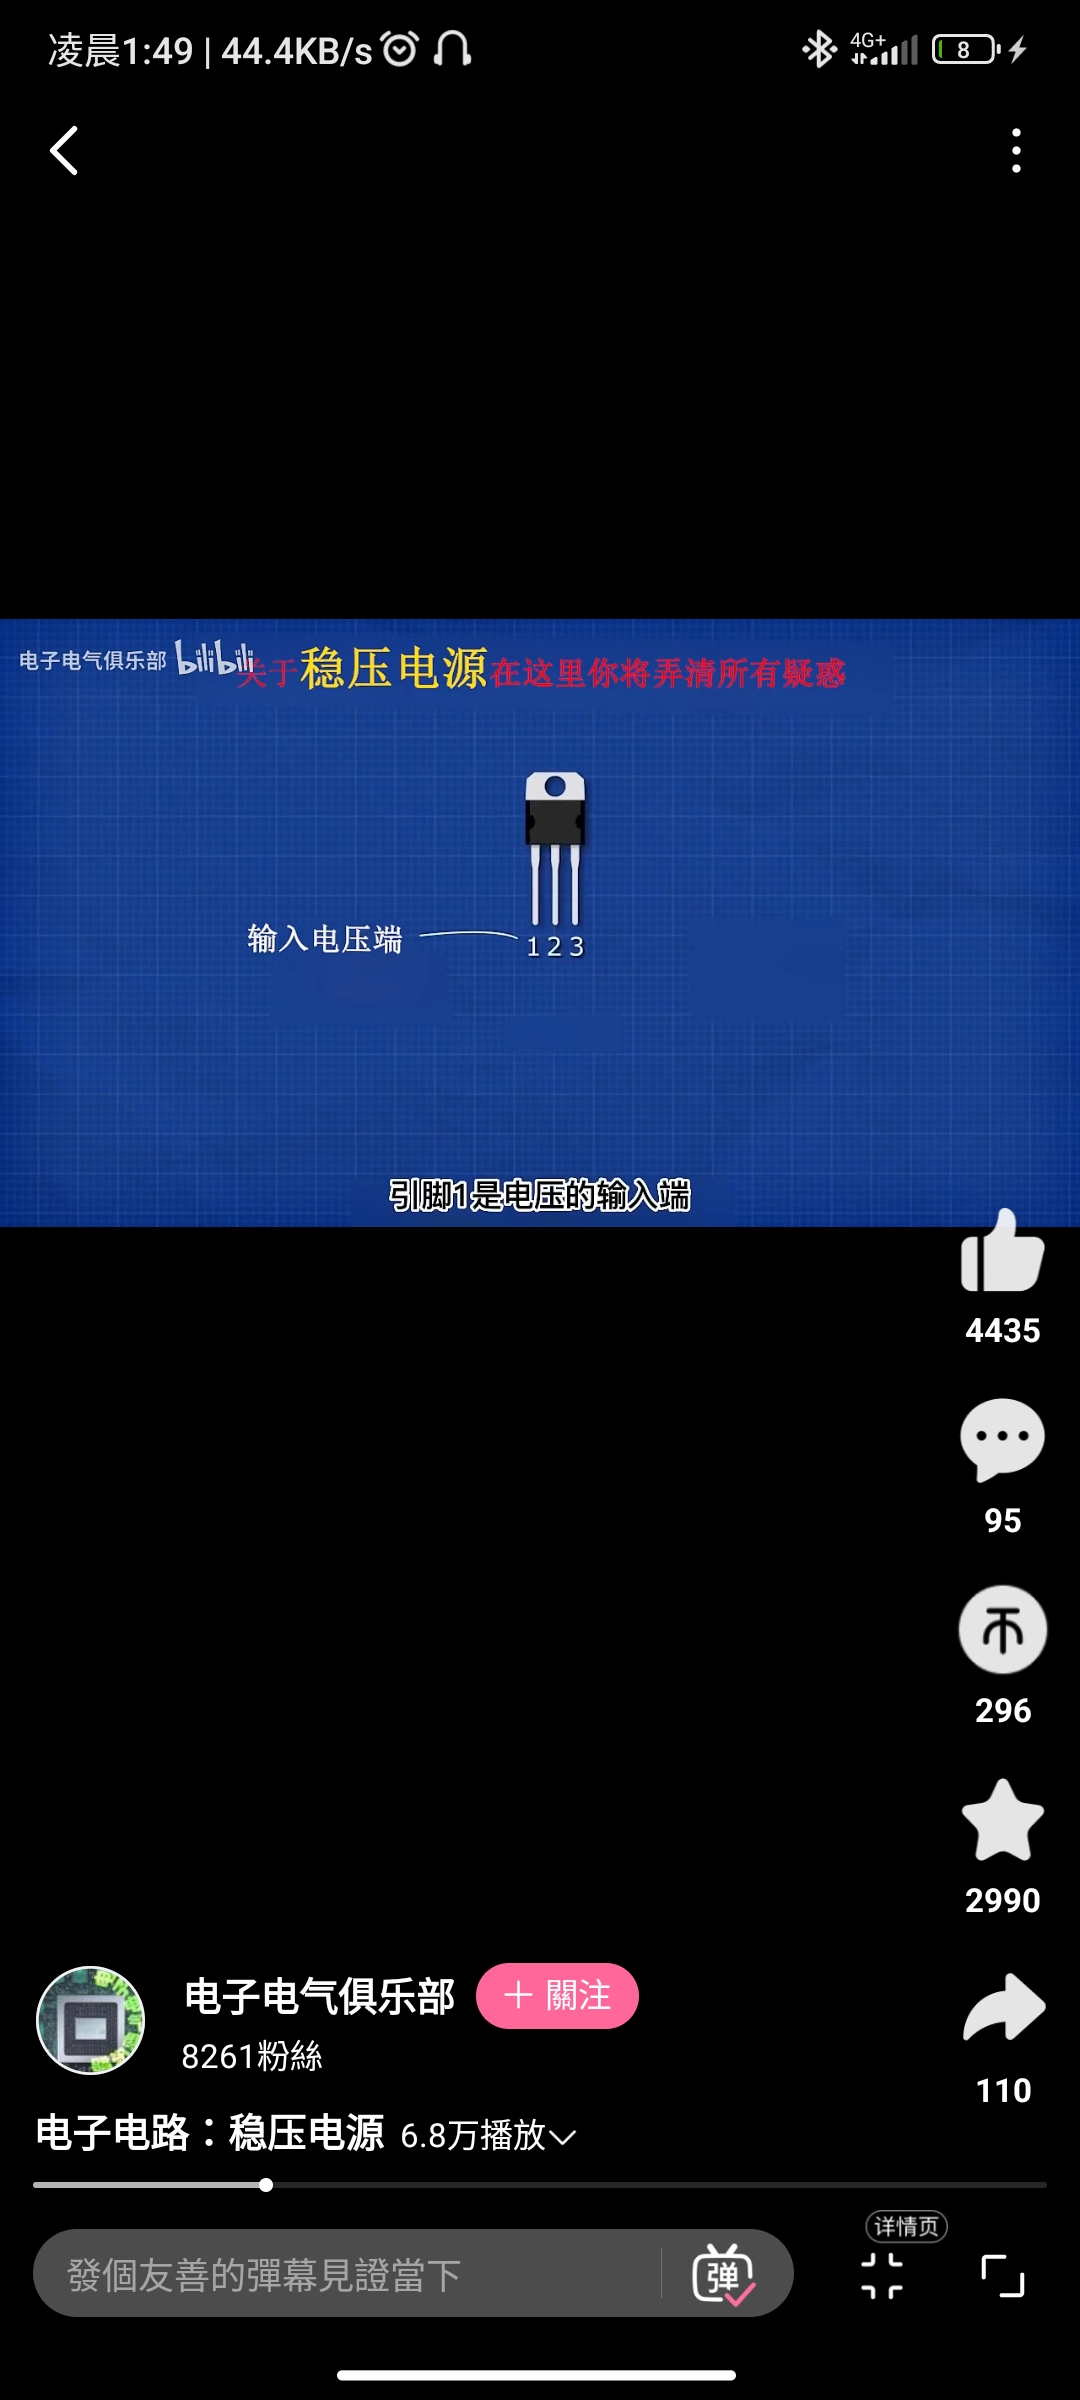 凌晨1:49 | 44.4KB/s 4G+ 8
电子电气俱乐部 bilibili
关于稳压电源在这里你将弄清所有疑惑
输入电压端 1 2 3
引脚1是电压的输入端
4435
95
296
2990
电子电气俱乐部 + 關注
8261粉絲
110
电子电路：稳压电源 6.8万播放
详情页
發個友善的彈幕見證當下 弹